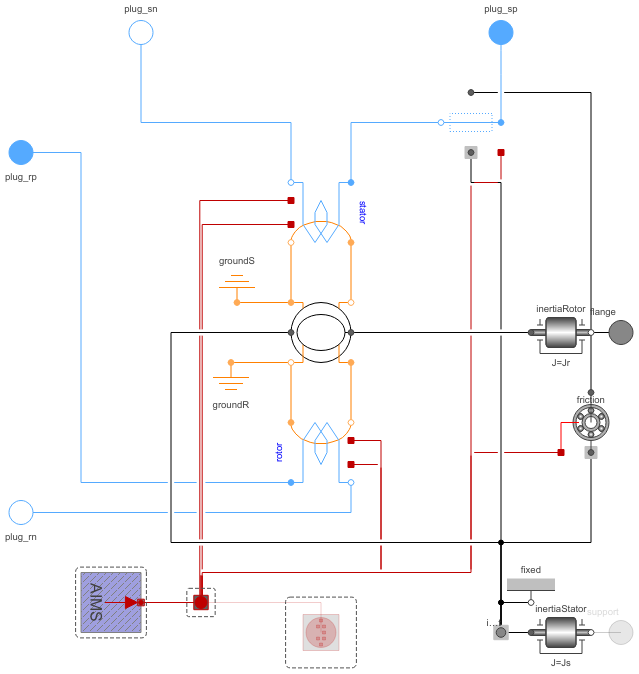 plug_sn
plug_sp
plug_rp
stator
groundS
inertiaRotor
flange
J=Jr
groundR
friction
rotor
plug_rn
fixed
AIMS
i...
inertiaStator
support
J=Js